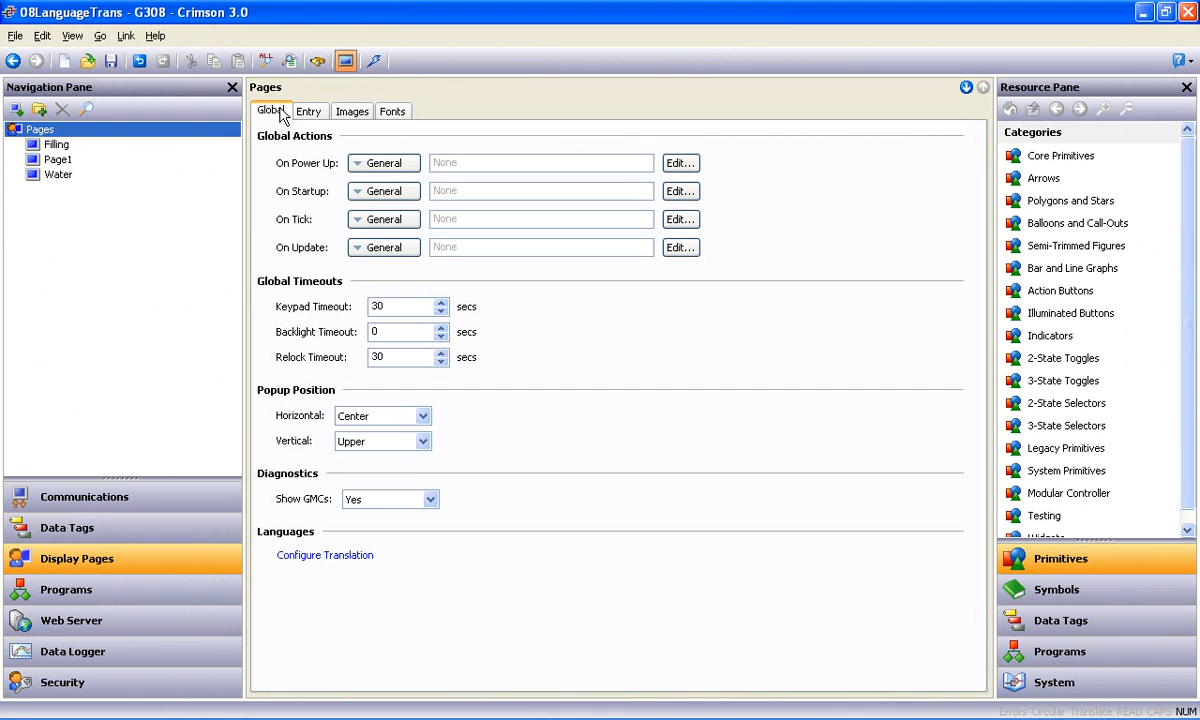 08LanguageTrans - G308 - Crimson 3.0
File Edit View Go Link Help
ALL
Navigation Pane
Pages
Filling
Page1
Water
Communications
Data Tags
Display Pages
Programs
Web Server
Data Logger
Security
Pages
Global Entry Images Fonts
Global Actions
On Power Up: General None Edit...
On Startup: General None Edit...
On Tick: General None Edit...
On Update: General None Edit...
Global Timeouts
Keypad Timeout: 30 secs
Backlight Timeout: 0 secs
Relock Timeout: 30 secs
Popup Position
Horizontal: Center
Vertical: Upper
Diagnostics
Show GMCs: Yes
Languages
Configure Translation
Resource Pane
Categories
Core Primitives
Arrows
Polygons and Stars
Balloons and Call-Outs
Semi-Trimmed Figures
Bar and Line Graphs
Action Buttons
Illuminated Buttons
Indicators
2-State Toggles
3-State Toggles
2-State Selectors
3-State Selectors
Legacy Primitives
System Primitives
Modular Controller
Testing
Primitives
Symbols
Data Tags
Programs
System
Errors Circular Translate READ CAPS NUM